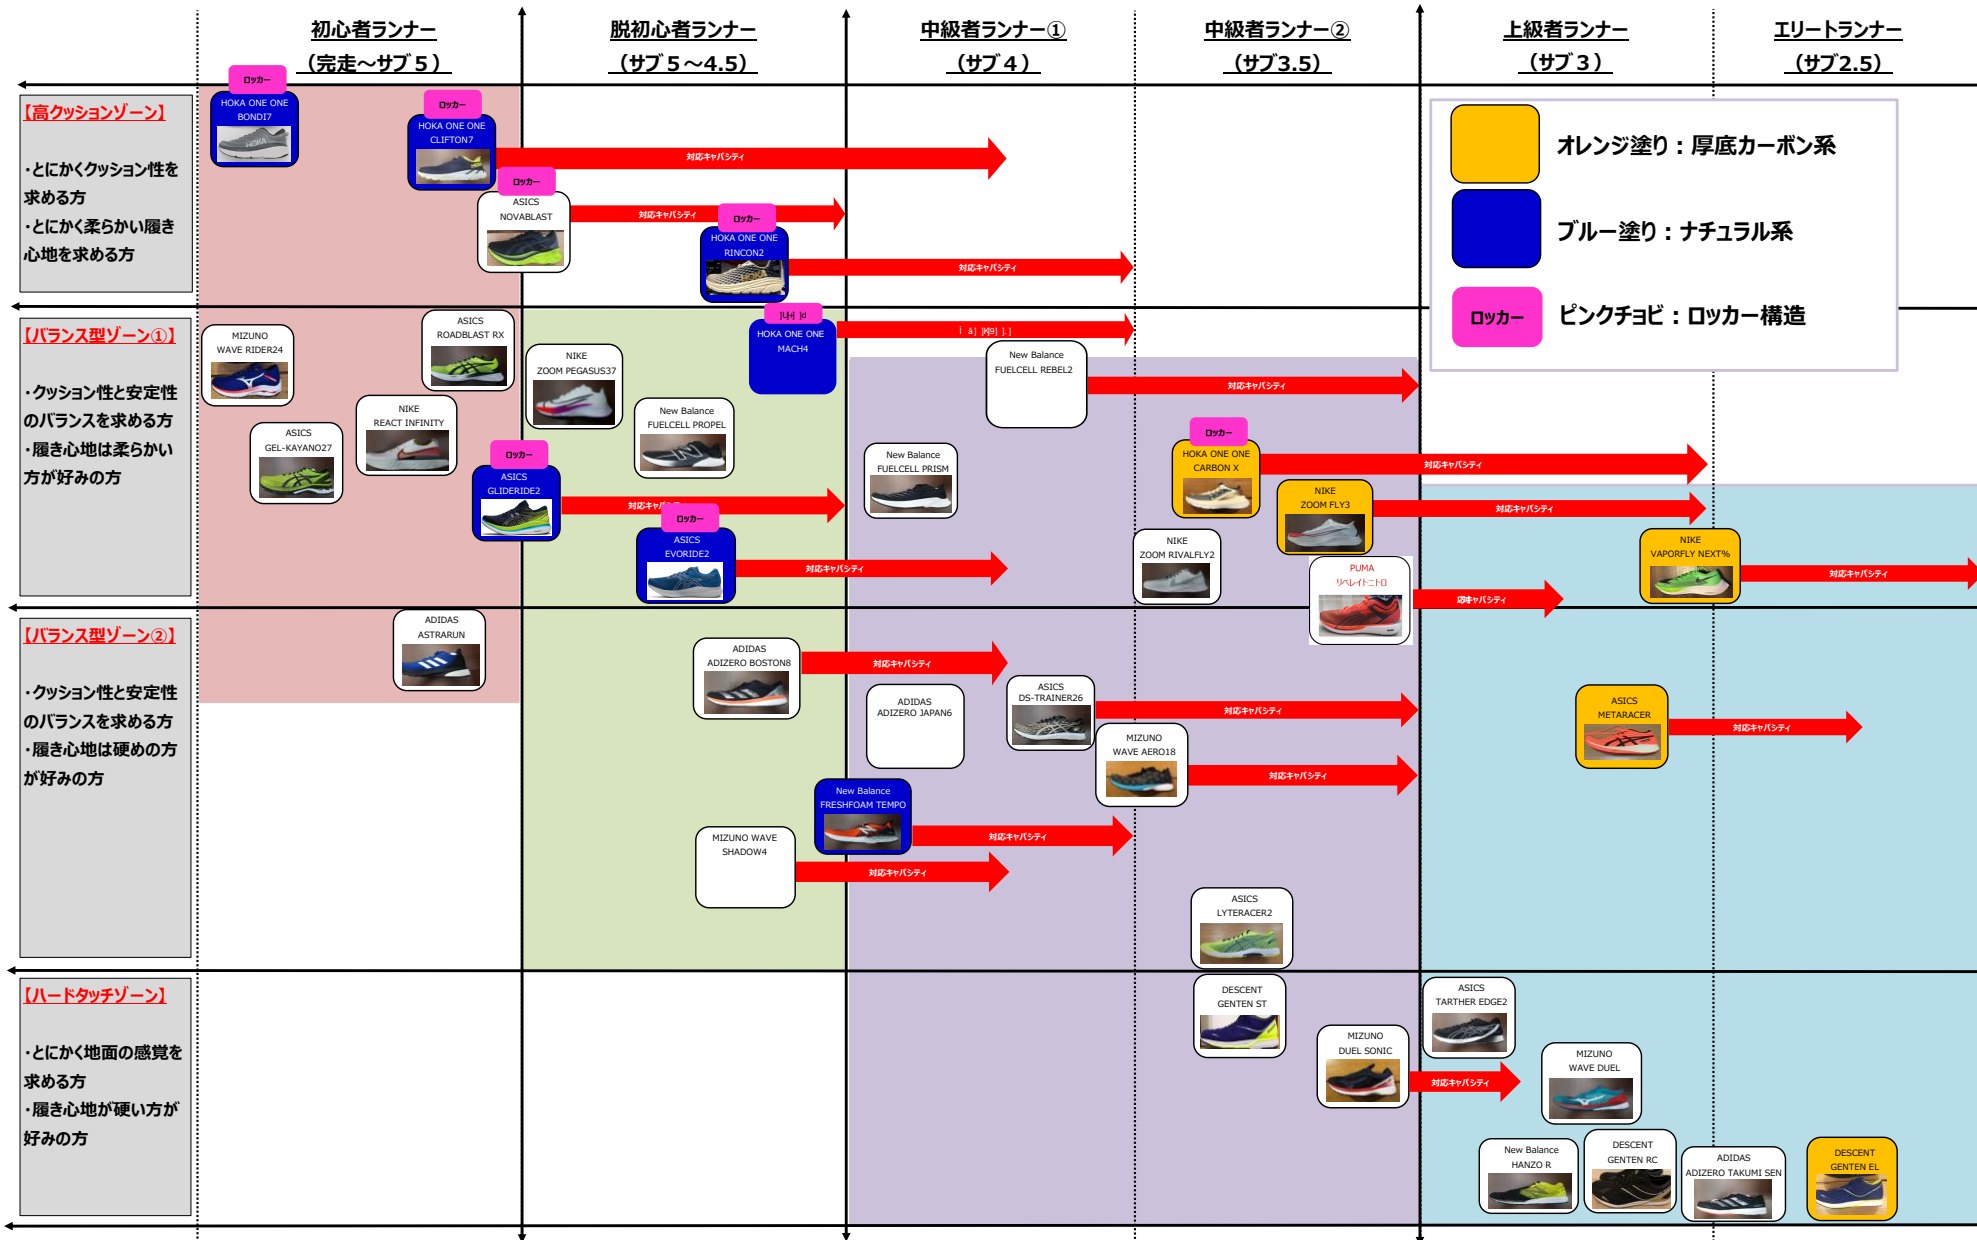 初心者ランナー
（完走～サブ５）
脱初心者ランナー
（サブ５～4.5）
中級者ランナー①
（サブ４）
中級者ランナー②
（サブ3.5）
上級者ランナー
（サブ３）
エリートランナー
（サブ2.5）
【高クッションゾーン】
・とにかくクッション性を
求める方
・とにかく柔らかい履き
心地を求める方
ロッカー
HOKA ONE ONE
BONDI7
ロッカー
HOKA ONE ONE
CLIFTON7
対応キャパシティ
ロッカー
ASICS
NOVABLAST
対応キャパシティ
ロッカー
HOKA ONE ONE
RINCON2
対応キャパシティ
オレンジ塗り：厚底カーボン系
ブルー塗り：ナチュラル系
ロッカー
ピンクチョビ：ロッカー構造
【バランス型ゾーン①】
・クッション性と安定性
のバランスを求める方
・履き心地は柔らかい
方が好みの方
MIZUNO
WAVE RIDER24
ASICS
ROADBLAST RX
ASICS
GEL-KAYANO27
NIKE
REACT INFINITY
ロッカー
ASICS
GLIDERIDE2
対応キャパシティ
NIKE
ZOOM PEGASUS37
New Balance
FUELCELL PROPEL
HOKA ONE ONE
MACH4
ロッカー
ASICS
EVORIDE2
対応キャパシティ
New Balance
FUELCELL REBEL2
対応キャパシティ
New Balance
FUELCELL PRISM
ロッカー
HOKA ONE ONE
CARBON X
対応キャパシティ
NIKE
ZOOM FLY3
対応キャパシティ
NIKE
ZOOM RIVALFLY2
PUMA
リベレイトニトロ
応キャパシティ
NIKE
VAPORFLY NEXT%
対応キャパシティ
【バランス型ゾーン②】
・クッション性と安定性
のバランスを求める方
・履き心地は硬めの方
が好みの方
ADIDAS
ASTRARUN
ADIDAS
ADIZERO BOSTON8
対応キャパシティ
ADIDAS
ADIZERO JAPAN6
ASICS
DS-TRAINER26
対応キャパシティ
MIZUNO
WAVE AERO18
対応キャパシティ
ASICS
METARACER
対応キャパシティ
New Balance
FRESHFOAM TEMPO
対応キャパシティ
MIZUNO WAVE
SHADOW4
対応キャパシティ
ASICS
LYTERACER2
【ハードタッチゾーン】
・とにかく地面の感覚を
求める方
・履き心地が硬い方が
好みの方
DESCENT
GENTEN ST
MIZUNO
DUEL SONIC
対応キャパシティ
ASICS
TARTHER EDGE2
MIZUNO
WAVE DUEL
New Balance
HANZO R
DESCENT
GENTEN RC
ADIDAS
ADIZERO TAKUMI SEN
DESCENT
GENTEN EL